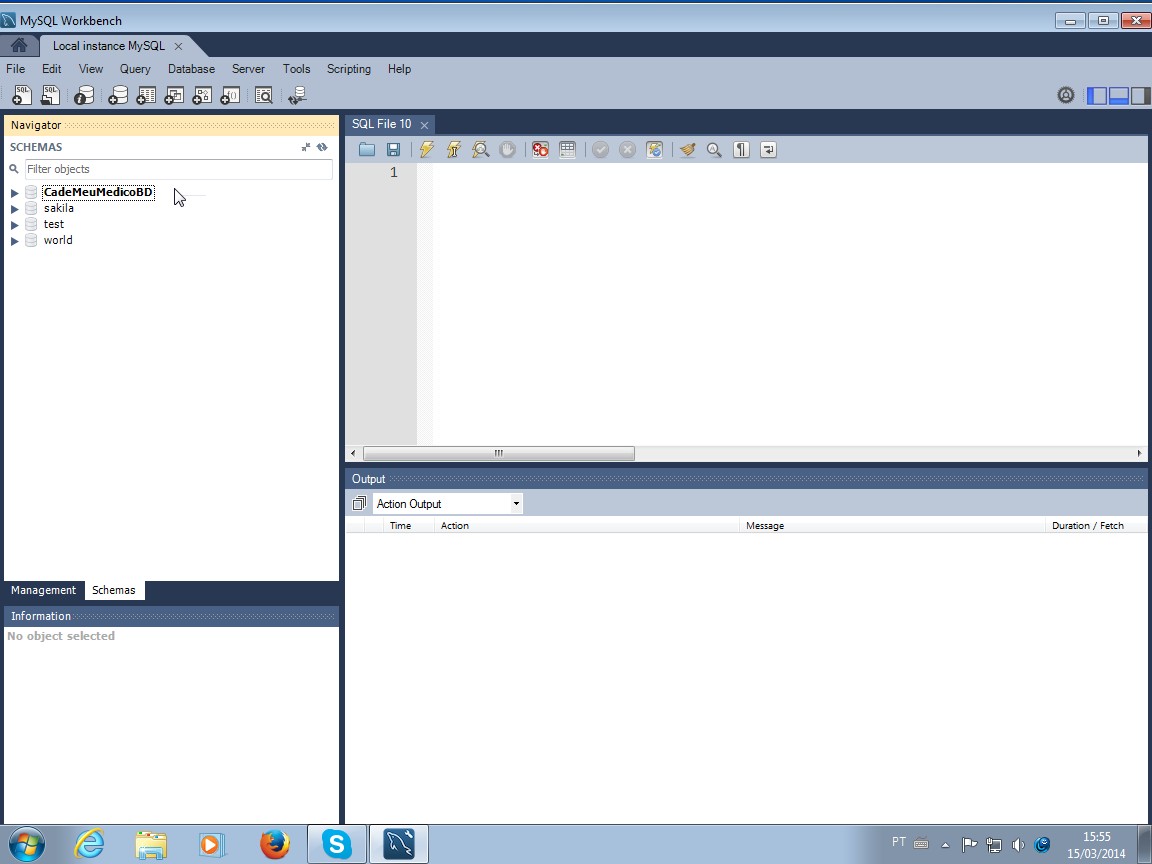 MySQL Workbench
Local instance MySQL
File Edit View Query Database Server Tools Scripting Help
Navigator
SCHEMAS
Filter objects
CadeMeuMedicoBD
sakila
test
world
Management Schemas
Information
No object selected
SQL File 10
1
Output
Action Output
Time Action Message Duration / Fetch
PT
15:55
15/03/2014